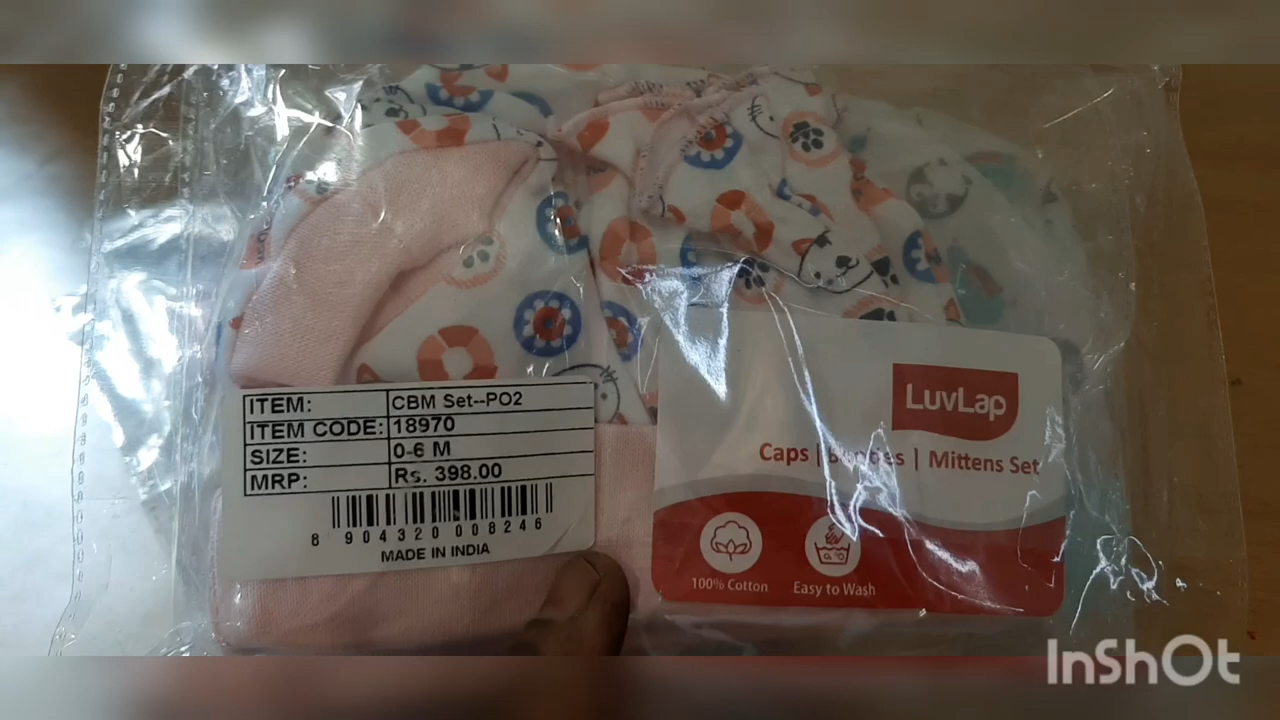 ITEM: CBM Set--PO2
ITEM CODE: 18970
SIZE: 0-6 M
MRP: Rs. 398.00
8 904320 008246
MADE IN INDIA
LuvLap
Caps | | Mittens Set
100% Cotton Easy to Wash
InShOt